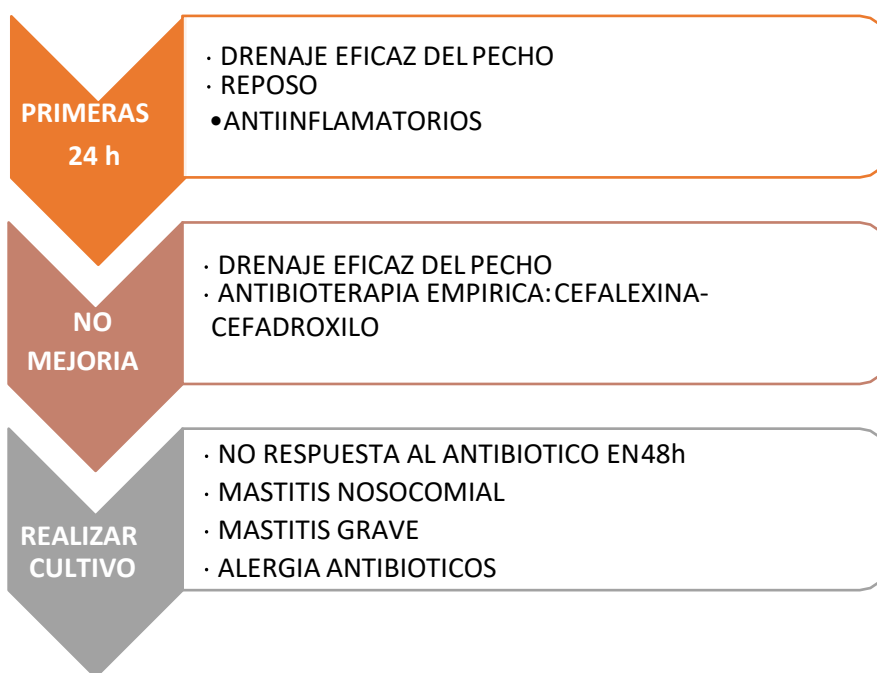 PRIMERAS
24 h
· DRENAJE EFICAZ DEL PECHO
· REPOSO
•ANTIINFLAMATORIOS
NO
MEJORIA
· DRENAJE EFICAZ DEL PECHO
· ANTIBIOTERAPIA EMPIRICA:CEFALEXINA-
CEFADROXILO
REALIZAR
CULTIVO
· NO RESPUESTA AL ANTIBIOTICO EN48h
· MASTITIS NOSOCOMIAL
· MASTITIS GRAVE
· ALERGIA ANTIBIOTICOS